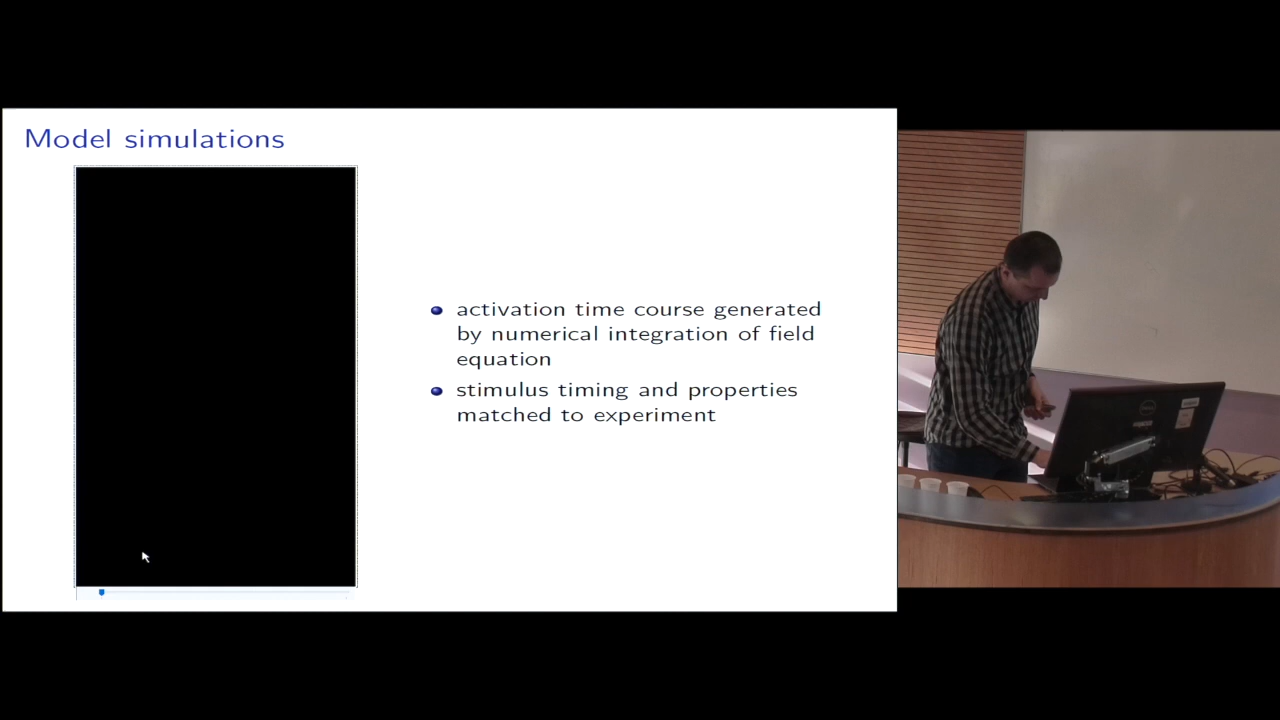 Model simulations
activation time course generated
by numerical integration of field
equation
stimulus timing and properties
matched to experiment